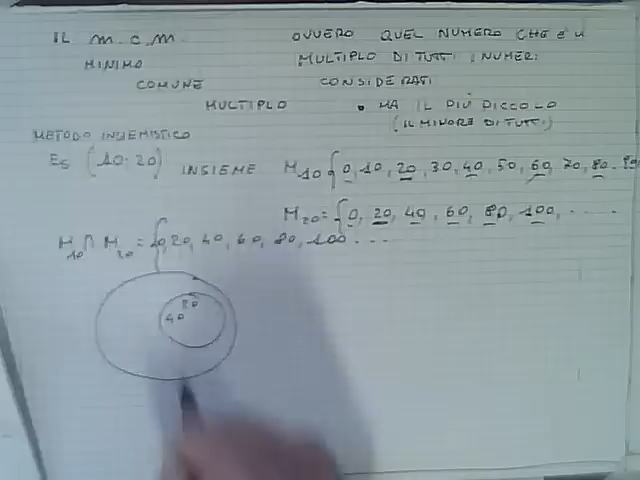 IL m.c.m. OVVERO QUEL NUMERO CHE è
MINIMO MULTIPLO DI TUTTI I NUMERI
COMUNE CONSIDERATI
MULTIPLO • MA IL PIÙ PICCOLO
(IL MINORE DI TUTTI)
METODO INSIEMISTICO
ES (10; 20) INSIEME M10 {0, 10, 20, 30, 40, 50, 60, 70, 80..
M20 = {0, 20, 40, 60, 80, 100, .....
M10 ∩ M20 = {0, 20, 40, 60, 80, 100 ...
40